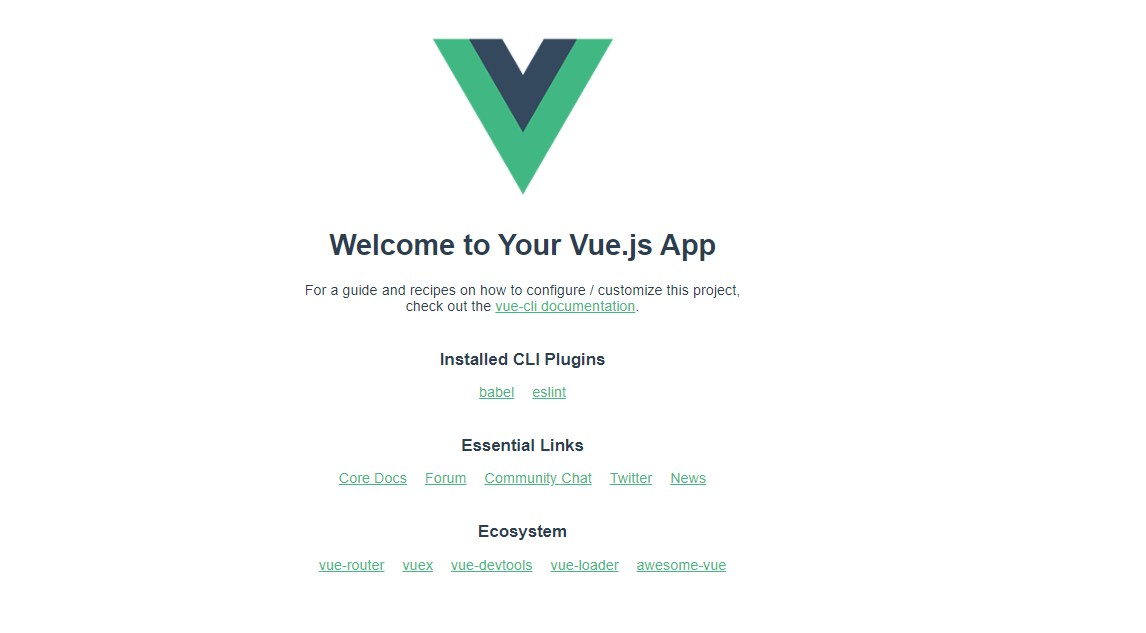 Welcome to Your Vue.js App
For a guide and recipes on how to configure / customize this project,
check out the vue-cli documentation.
Installed CLI Plugins
babel eslint
Essential Links
Core Docs Forum Community Chat Twitter News
Ecosystem
vue-router vuex vue-devtools vue-loader awesome-vue